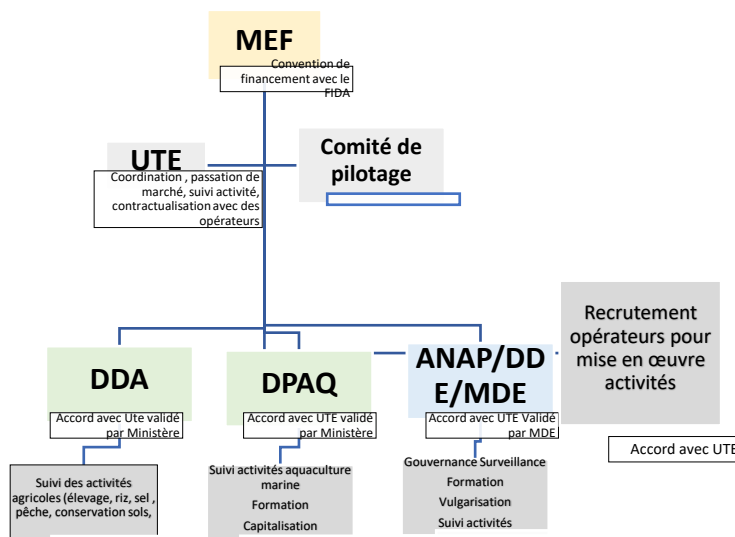 MEF
Convention de
financement avec le
FIDA
UTE
Coordination , passation de
marché, suivi activité,
contractualisation avec des
opérateurs
Comité de
pilotage
Recrutement
opérateurs pour
mise en œuvre
activités
Accord avec UTE
DDA
Accord avec Ute validé
par Ministère
Suivi des activités
agricoles (élevage, riz, sel ,
pêche, conservation sols,
DPAQ
Accord avec UTE validé
par Ministère
Suivi activités aquaculture
marine
Formation
Capitalisation
ANAP/DD
E/MDE
Accord avec UTE Validé
par MDE
Gouvernance Surveillance
Formation
Vulgarisation
Suivi activités